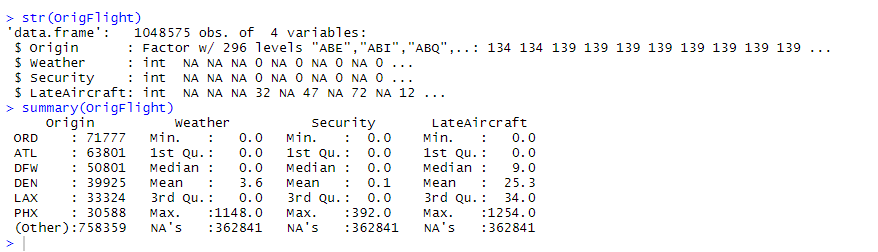 > str(OrigFlight)
'data.frame':   1048575 obs. of  4 variables:
 $ Origin      : Factor w/ 296 levels "ABE","ABI","ABQ",..: 134 134 139 139 139 139 139 139 139 139 ...
 $ Weather     : int  NA NA NA 0 NA 0 NA 0 NA 0 ...
 $ Security    : int  NA NA NA 0 NA 0 NA 0 NA 0 ...
 $ LateAircraft: int  NA NA NA 32 NA 47 NA 72 NA 12 ...
> summary(OrigFlight)
     Origin          Weather          Security       LateAircraft
 ORD    : 71777   Min.   :   0.0   Min.   :  0.0   Min.   :   0.0
 ATL    : 63801   1st Qu.:   0.0   1st Qu.:  0.0   1st Qu.:   0.0
 DFW    : 50801   Median :   0.0   Median :  0.0   Median :   9.0
 DEN    : 39925   Mean   :   3.6   Mean   :  0.1   Mean   :  25.3
 LAX    : 33324   3rd Qu.:   0.0   3rd Qu.:  0.0   3rd Qu.:  34.0
 PHX    : 30588   Max.   :1148.0   Max.   :392.0   Max.   :1254.0
 (Other):758359   NA's   :362841   NA's   :362841   NA's   :362841
>